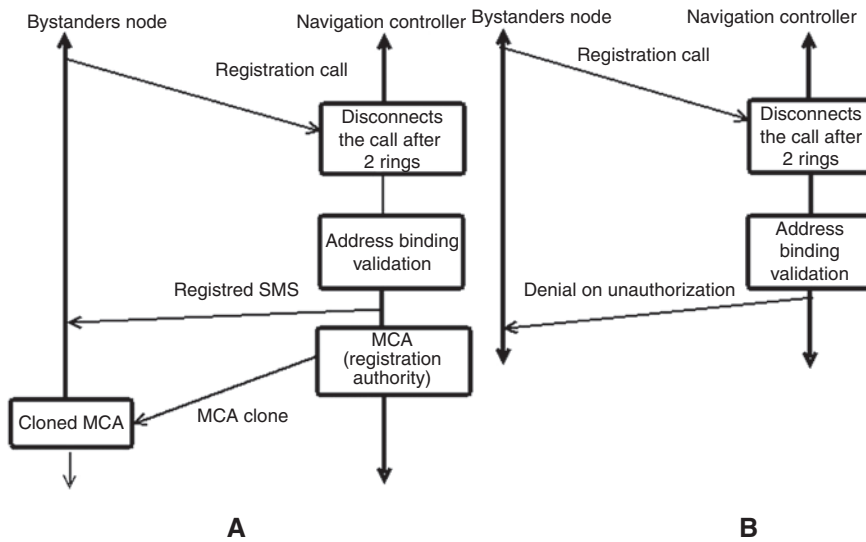 Bystanders node
Navigation controller
Registration call
Disconnects
the call after
2 rings
Address binding
validation
Registred SMS
MCA
(registration
authority)
MCA clone
Cloned MCA
A
Bystanders node
Navigation controller
Registration call
Disconnects
the call after
2 rings
Address
binding
validation
Denial on unauthorization
B